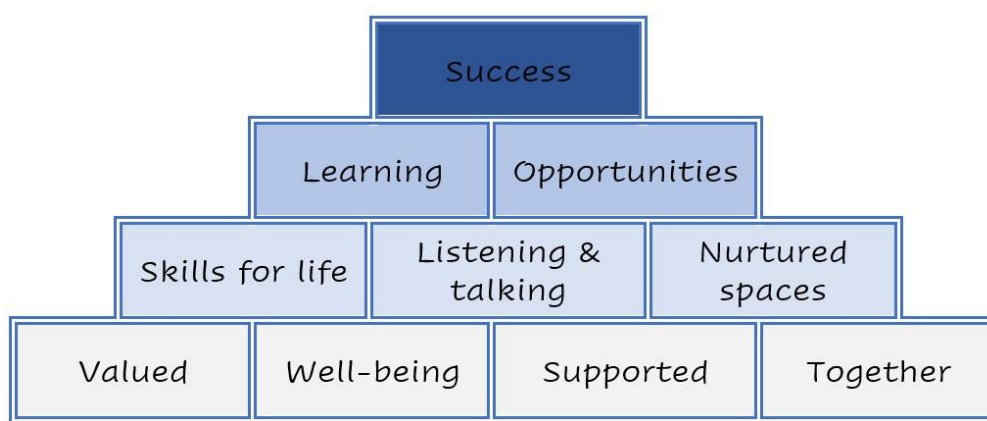 Success
Learning
Opportunities
Skills for life
Listening &
talking
Nurtured
spaces
Valued
Well-being
Supported
Together